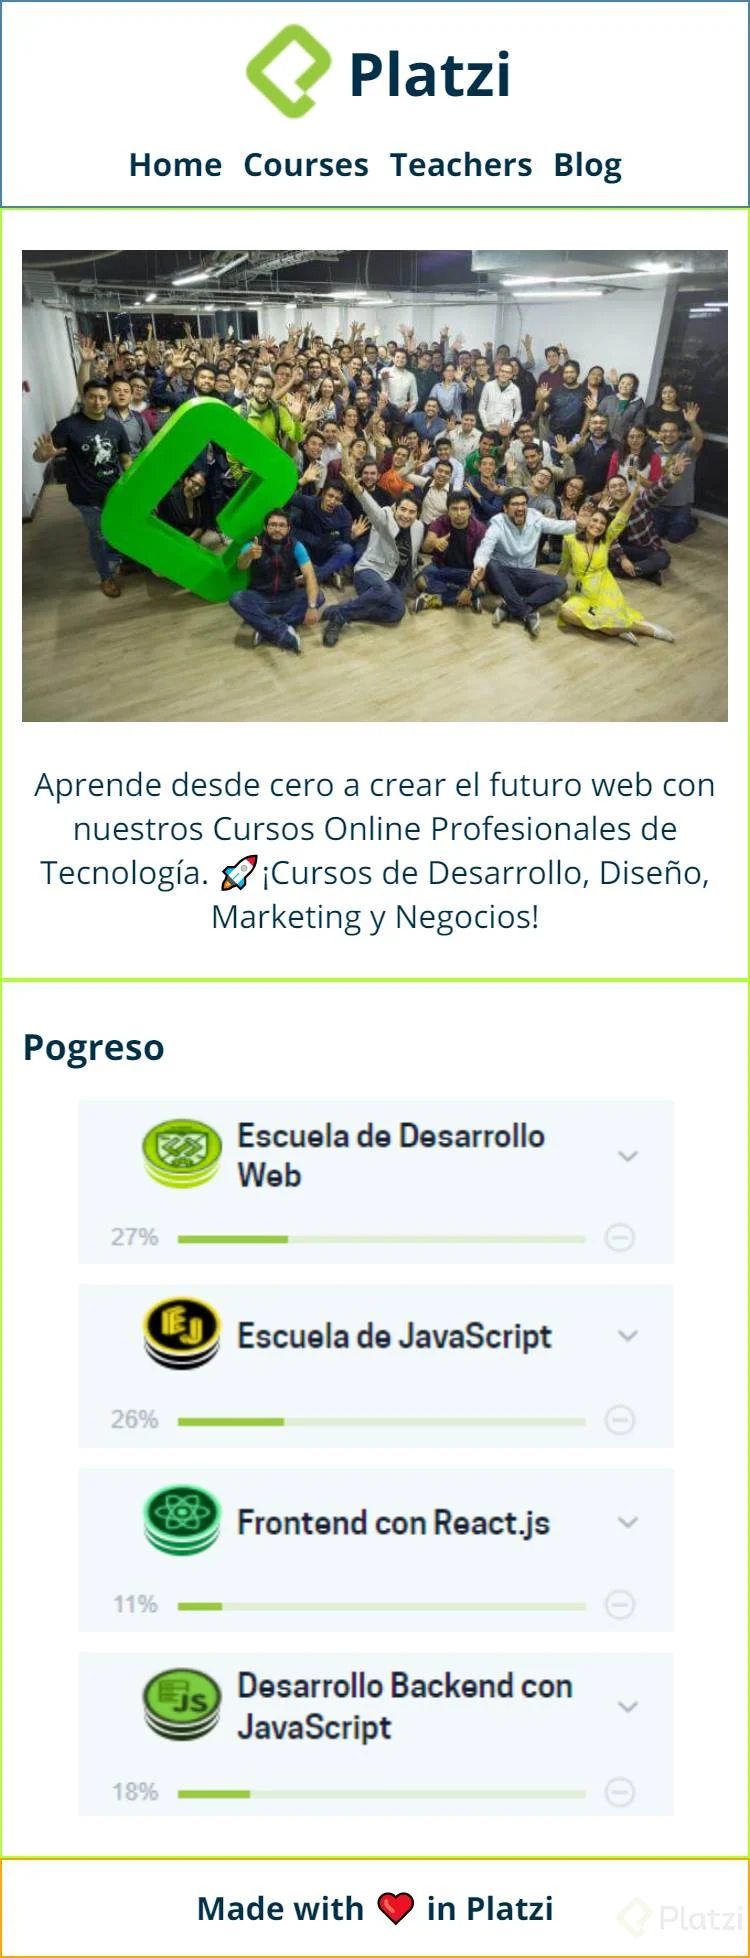 Platzi
Home Courses Teachers Blog
Aprende desde cero a crear el futuro web con
nuestros Cursos Online Profesionales de
Tecnología. 🚀¡Cursos de Desarrollo, Diseño,
Marketing y Negocios!
Pogreso
Escuela de Desarrollo
Web
27%
EJ
Escuela de JavaScript
26%
Frontend con React.js
11%
JS
Desarrollo Backend con
JavaScript
18%
Made with ❤️ in Platzi
Platzi